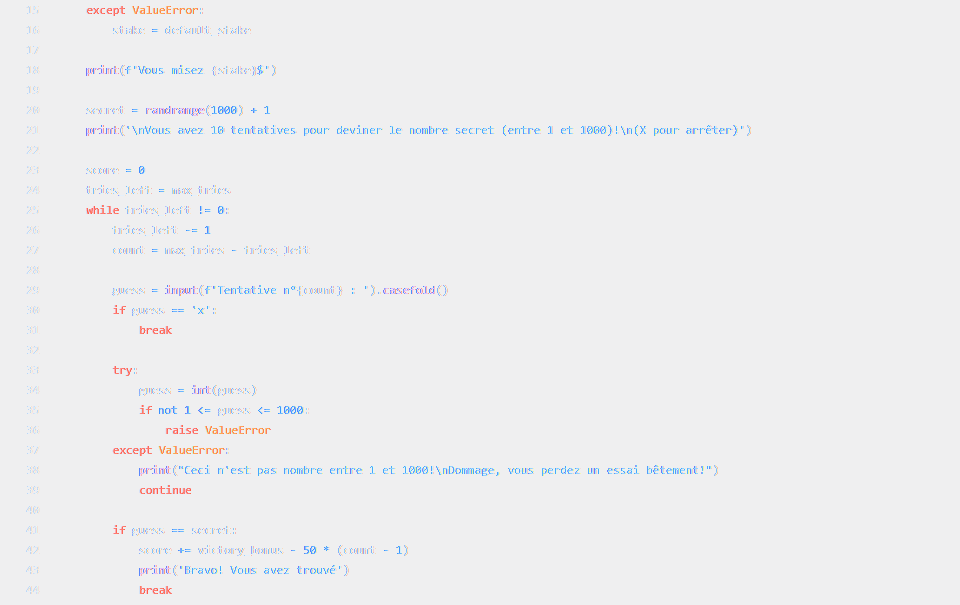 15 except ValueError:
16 stake = default_stake
17
18 print(f"Vous misez {stake}$")
19
20 secret = randrange(1000) + 1
21 print("\nVous avez 10 tentatives pour deviner le nombre secret (entre 1 et 1000)!\n(X pour arrêter)")
22
23 score = 0
24 tries_left = max_tries
25 while tries_left != 0:
26 tries_left -= 1
27 count = max_tries - tries_left
28
29 guess = input(f"Tentative n°{count} : ").casefold()
30 if guess == 'x':
31 break
32
33 try:
34 guess = int(guess)
35 if not 1 <= guess <= 1000:
36 raise ValueError
37 except ValueError:
38 print("Ceci n'est pas nombre entre 1 et 1000!\nDommage, vous perdez un essai bêtement!")
39 continue
40
41 if guess == secret:
42 score += victory_bonus - 50 * (count - 1)
43 print('Bravo! Vous avez trouvé')
44 break